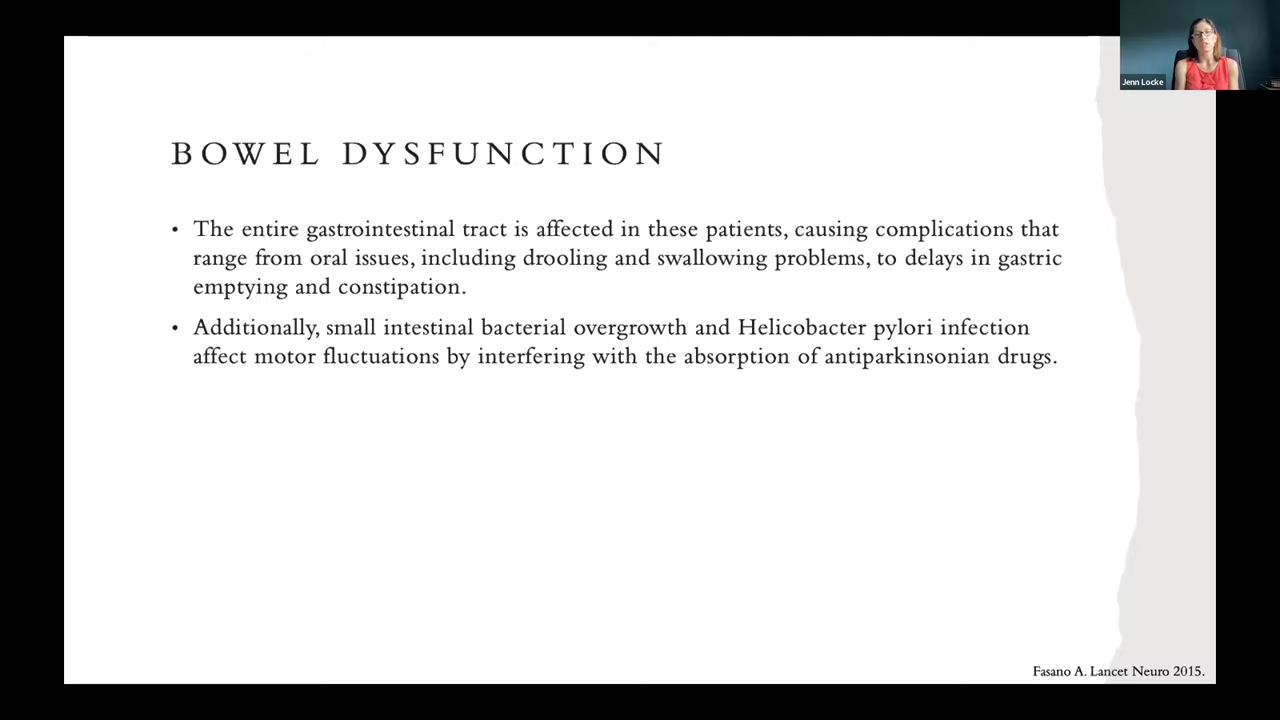 Jenn Locke
BOWEL DYSFUNCTION
• The entire gastrointestinal tract is affected in these patients, causing complications that
range from oral issues, including drooling and swallowing problems, to delays in gastric
emptying and constipation.
• Additionally, small intestinal bacterial overgrowth and Helicobacter pylori infection
affect motor fluctuations by interfering with the absorption of antiparkinsonian drugs.
Fasano A. Lancet Neuro 2015.